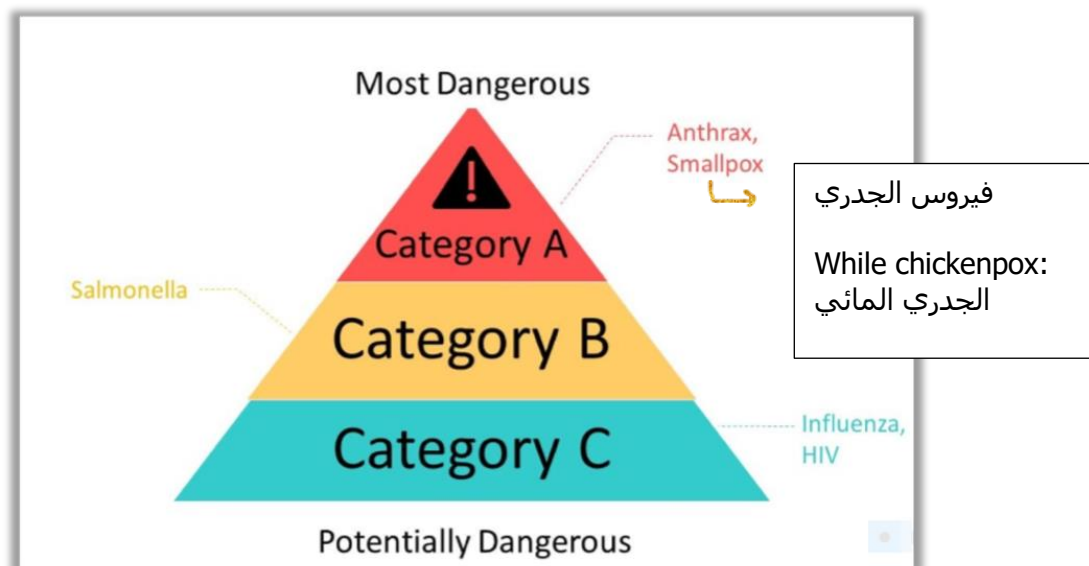 Most Dangerous
Anthrax,
Smallpox
Category A
فيروس الجدري
While chickenpox:
الجدري المائي
Salmonella
Category B
Category C
Influenza,
HIV
Potentially Dangerous